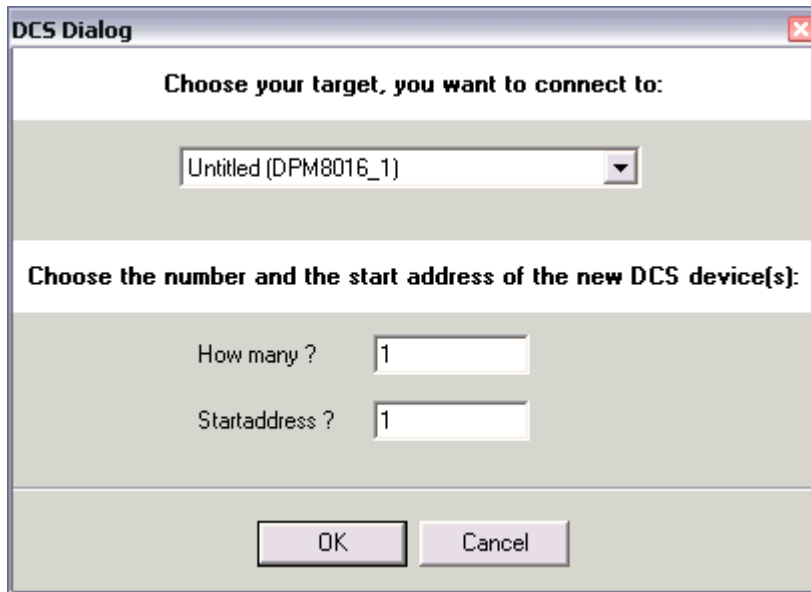 DCS Dialog
Choose your target, you want to connect to:
Untitled (DPM8016_1)
Choose the number and the start address of the new DCS device(s):
How many ? 1
Startaddress ? 1
OK Cancel